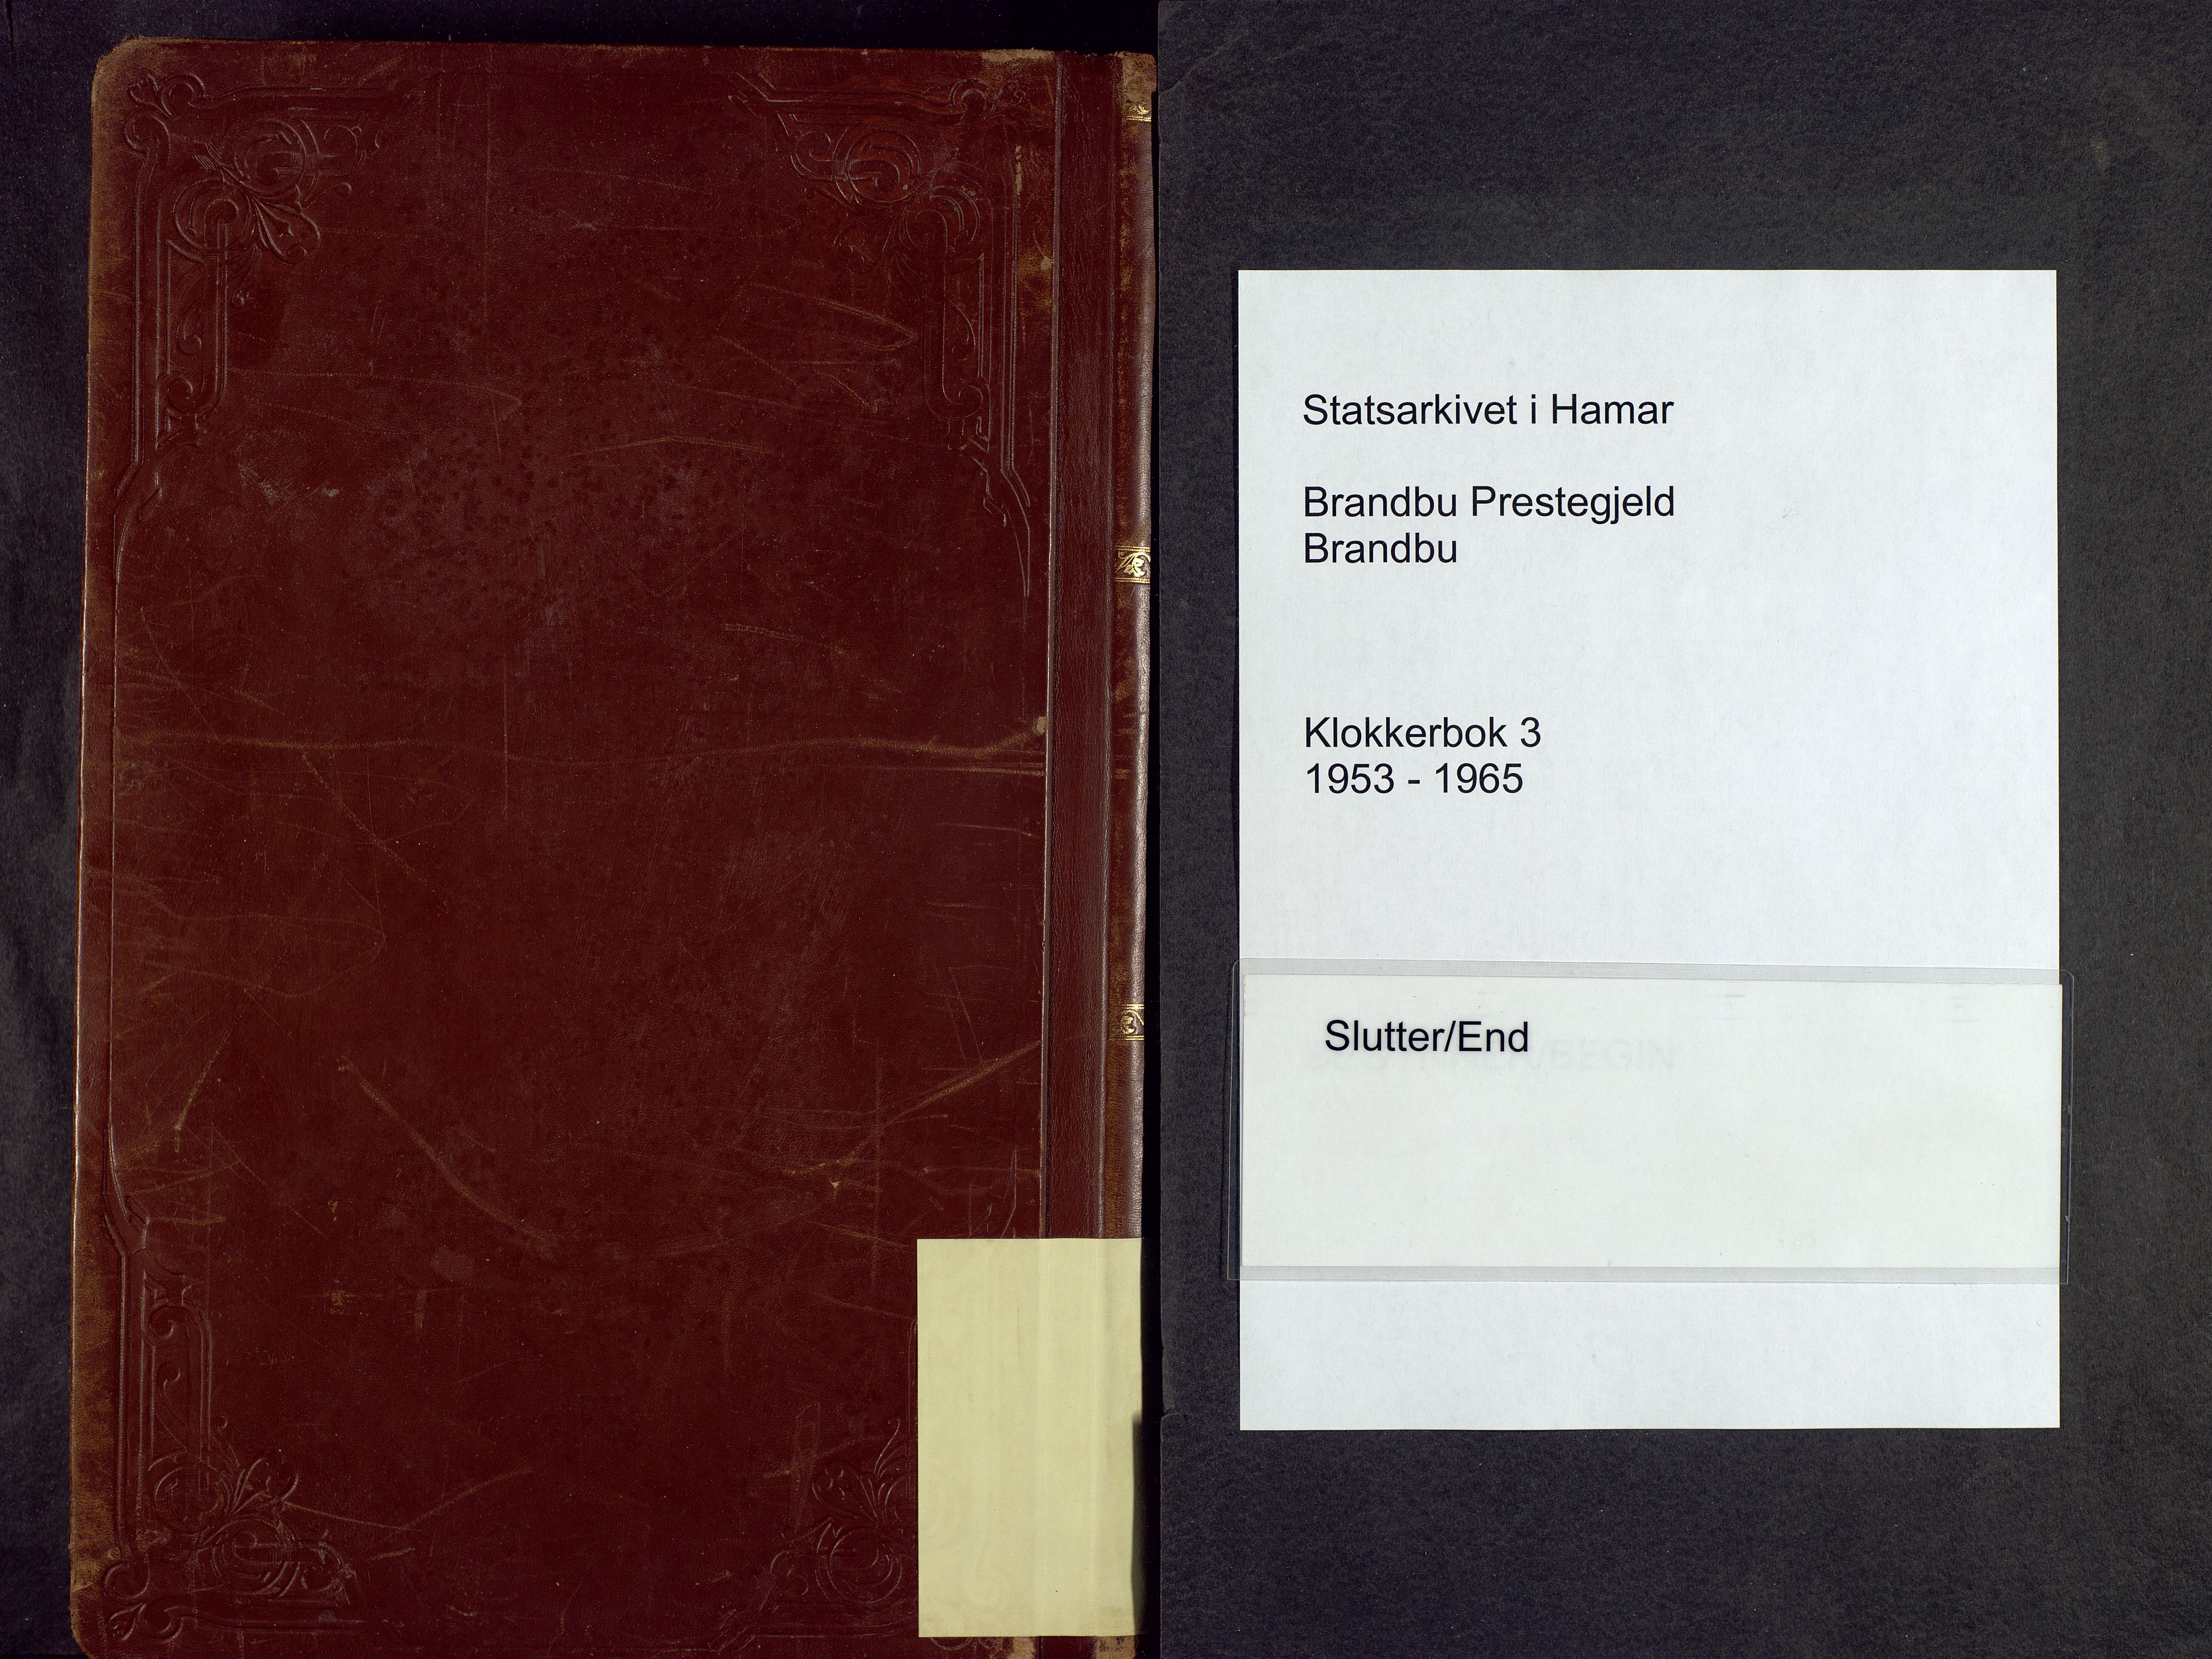 Statsarkivet i Hamar
Brandbu Prestegjeld
Brandbu
Klokkerbok 3
1953 - 1965
Slutter/End